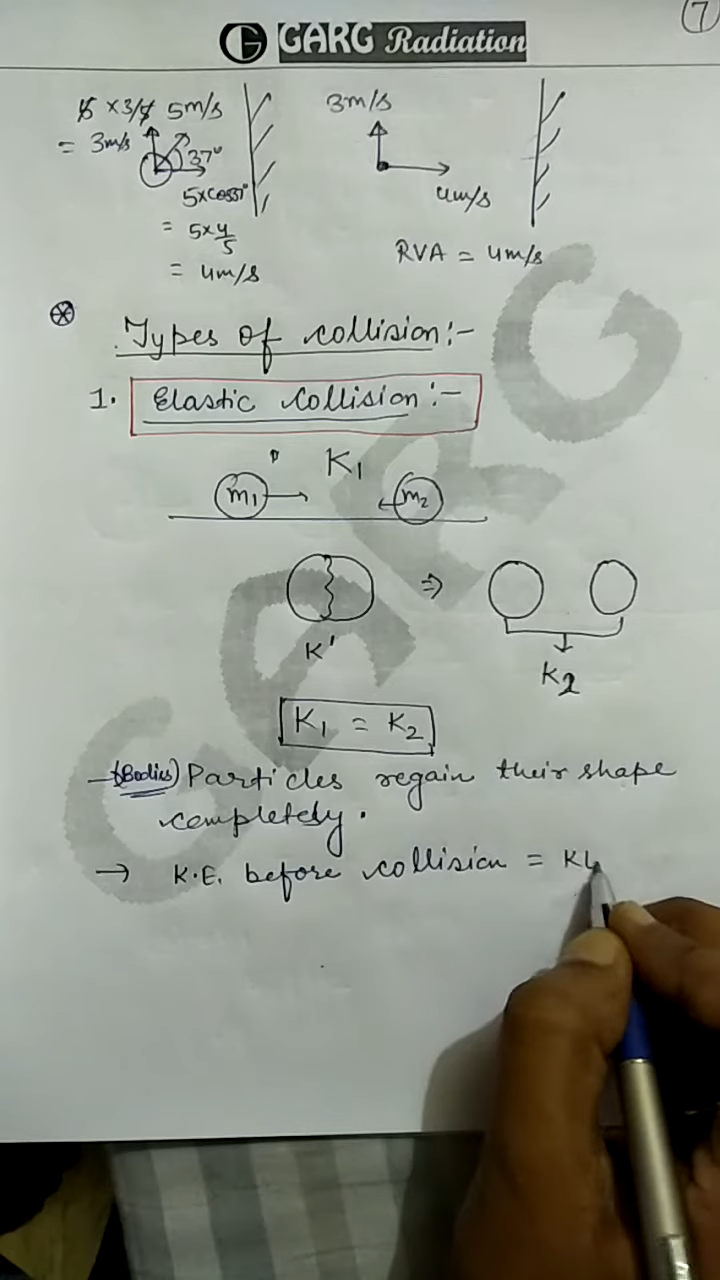 7
G GARG Radiation
5 × 3/5 5m/s
= 3m/s
37°
5×cos37°
= 5×4/5
= 4m/s
3m/s
4m/s
RVA = 4m/s
Types of collision:-
1. Elastic Collision:-
K₁
m₁ m₂
K' ⇒
K₂
K₁ = K₂
→ (Bodies) Particles regain their shape
completely.
→ K.E. before collision = K
GARG